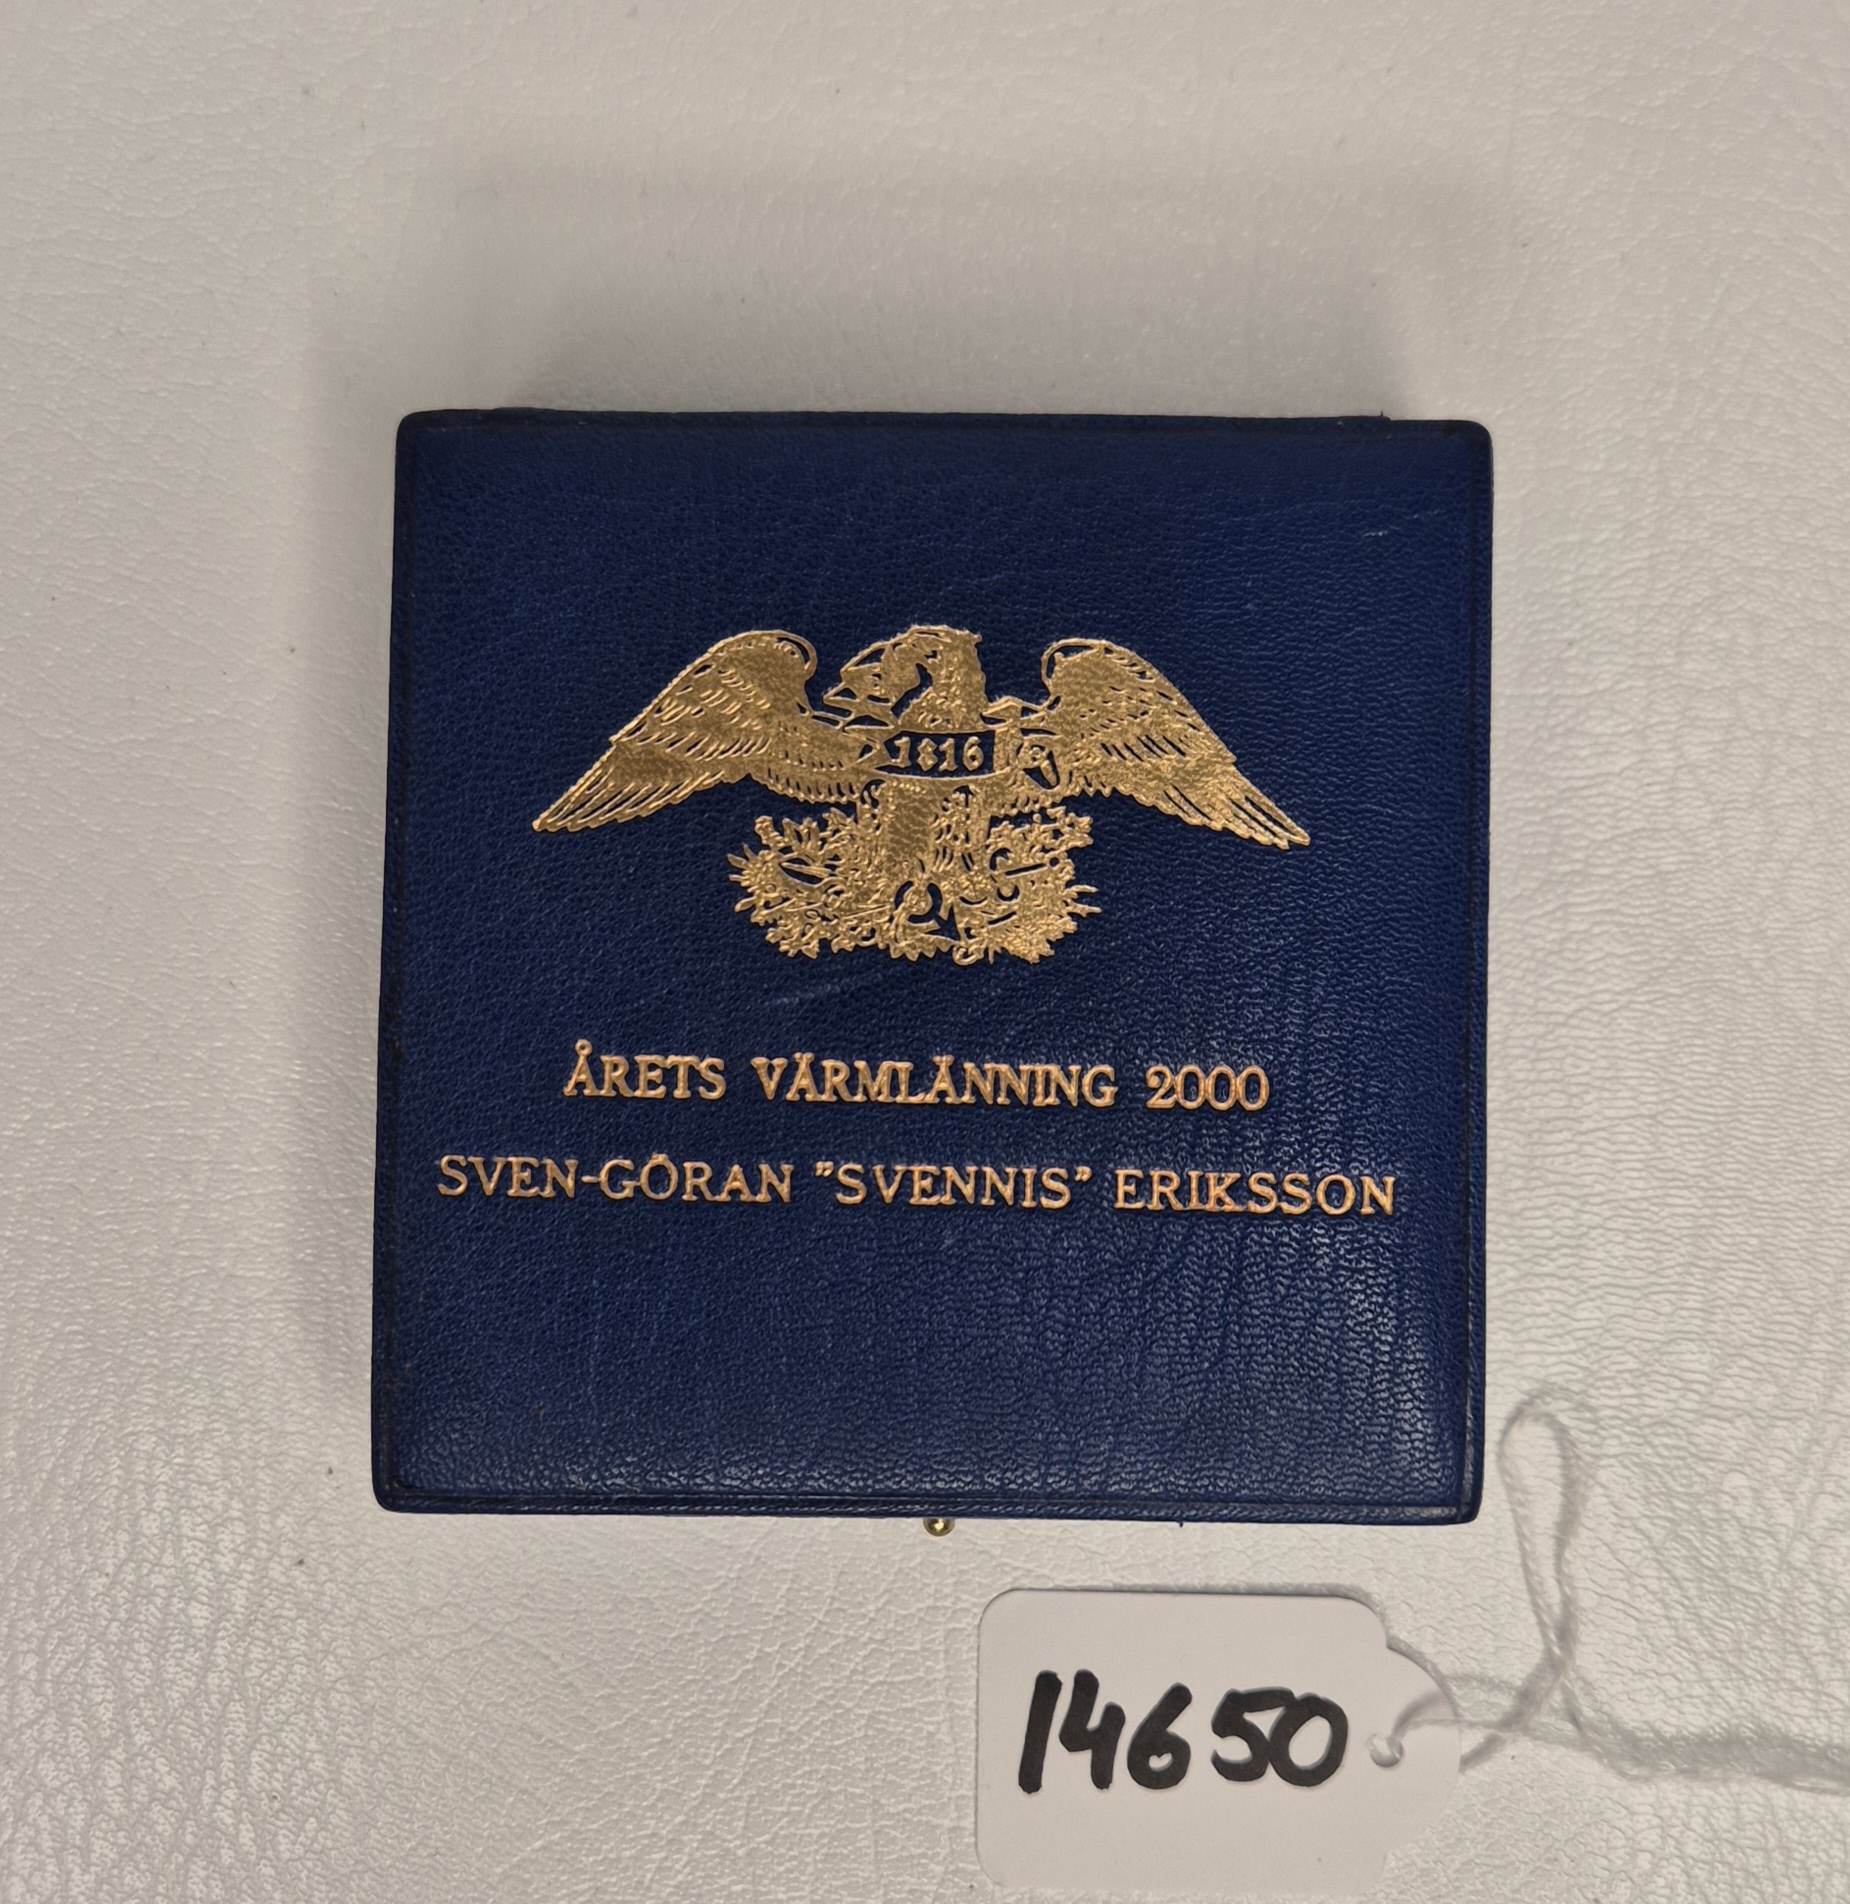 1816
ÅRETS VÄRMLÄNNING 2000
SVEN-GÖRAN "SVENNIS" ERIKSSON
14650